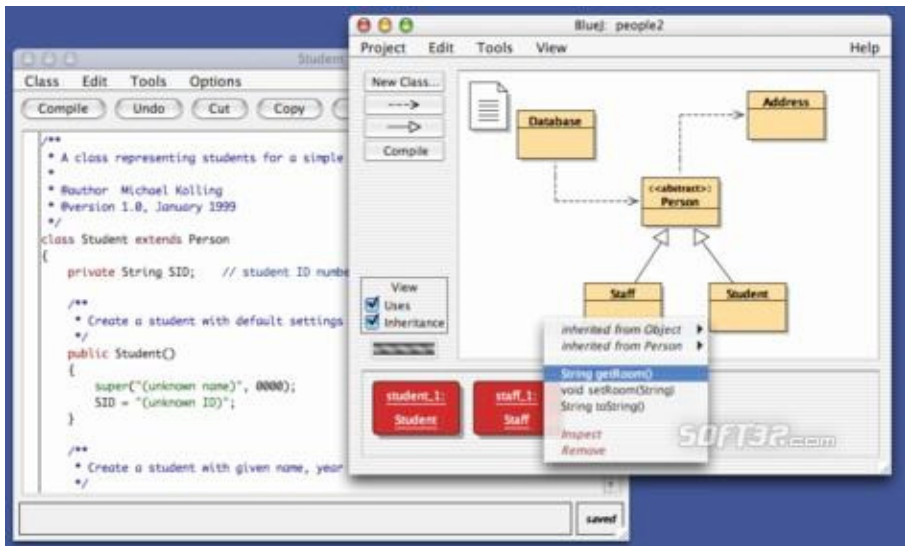 Student
Class Edit Tools Options
Compile Undo Cut Copy
/**
* A class representing students for a simple
*
* @author Michael Kolling
* @version 1.0, January 1999
*/
class Student extends Person
{
private String SID; // student ID numbe
/**
* Create a student with default settings
*/
public Student()
{
super("(unknown name)", 0000);
SID = "(unknown ID)";
}
/**
* Create a student with given name, year
*/
saved
BlueJ: people2
Project Edit Tools View Help
New Class...
Compile
View
Uses
Inheritance
Database
Address
<<abstract>>
Person
Staff
Student
inherited from Object
inherited from Person
String getRoom()
void setRoom(String)
String toString()
Inspect
Remove
student_1:
Student
staff_1:
Staff
SOFT32.com